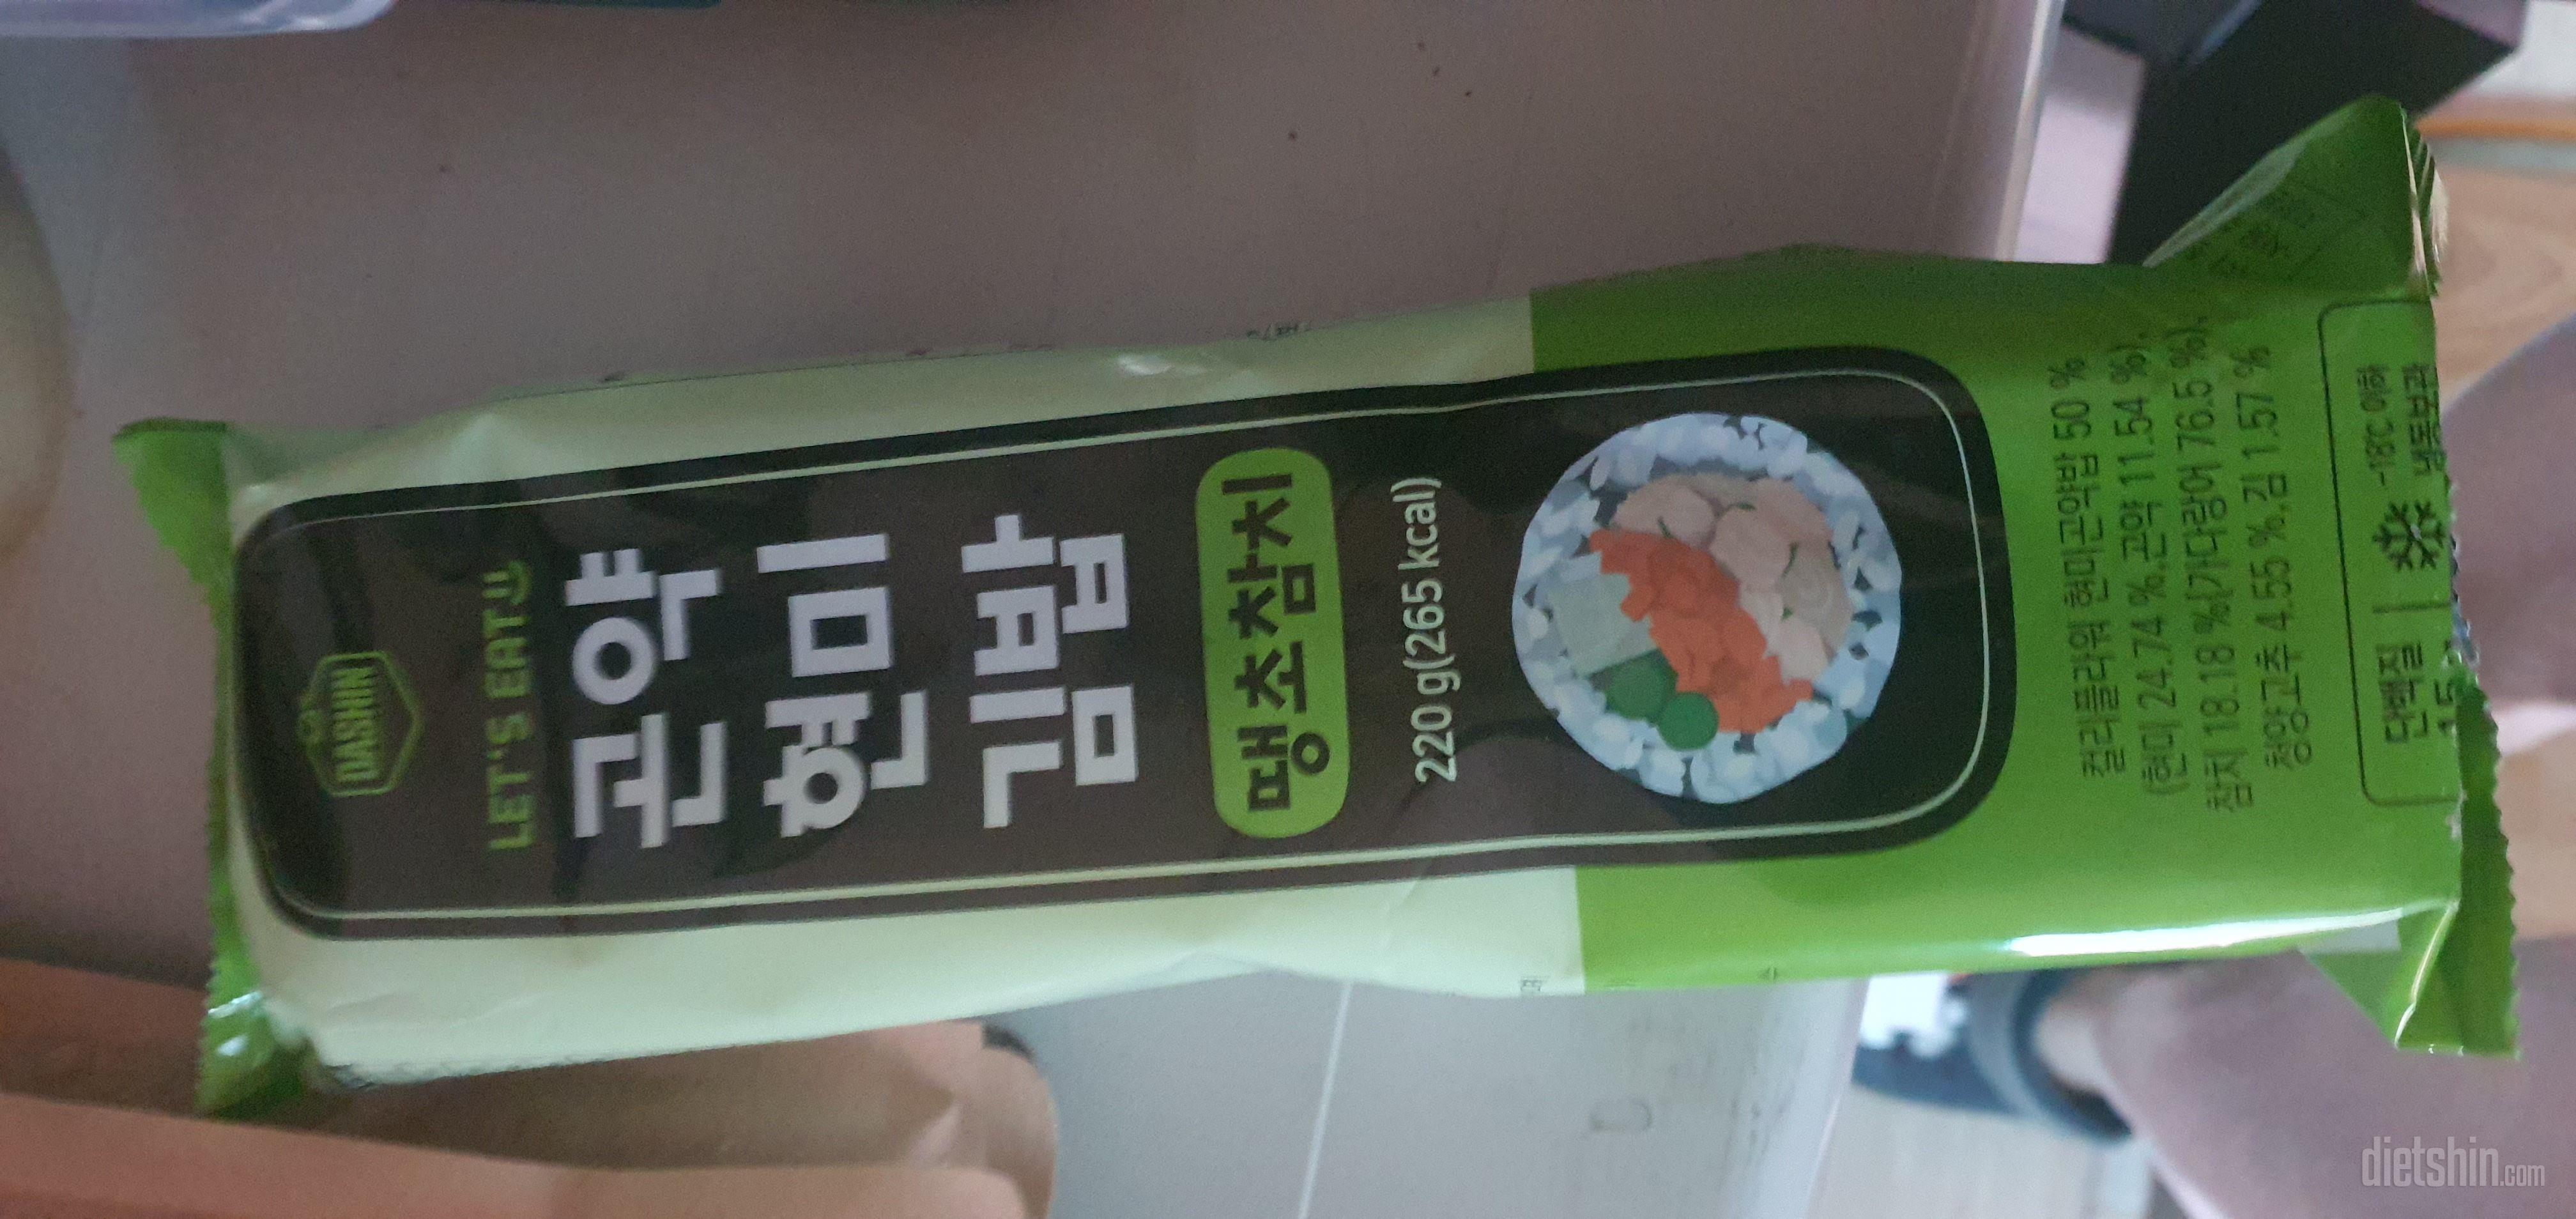 DASHIN
LET'S EAT
곤약
현미
김밥
땡초참치
220 g(265 kcal)
컬리플라워 현미곤약밥 50 %
(현미 24.74 %,곤약 11.54 %),
참치 18.18 %(가다랑어 76.5 %),
청양고추 4.55 %,김 1.57 %
단백질
-18℃ 이하
냉동보관
dietshin.com